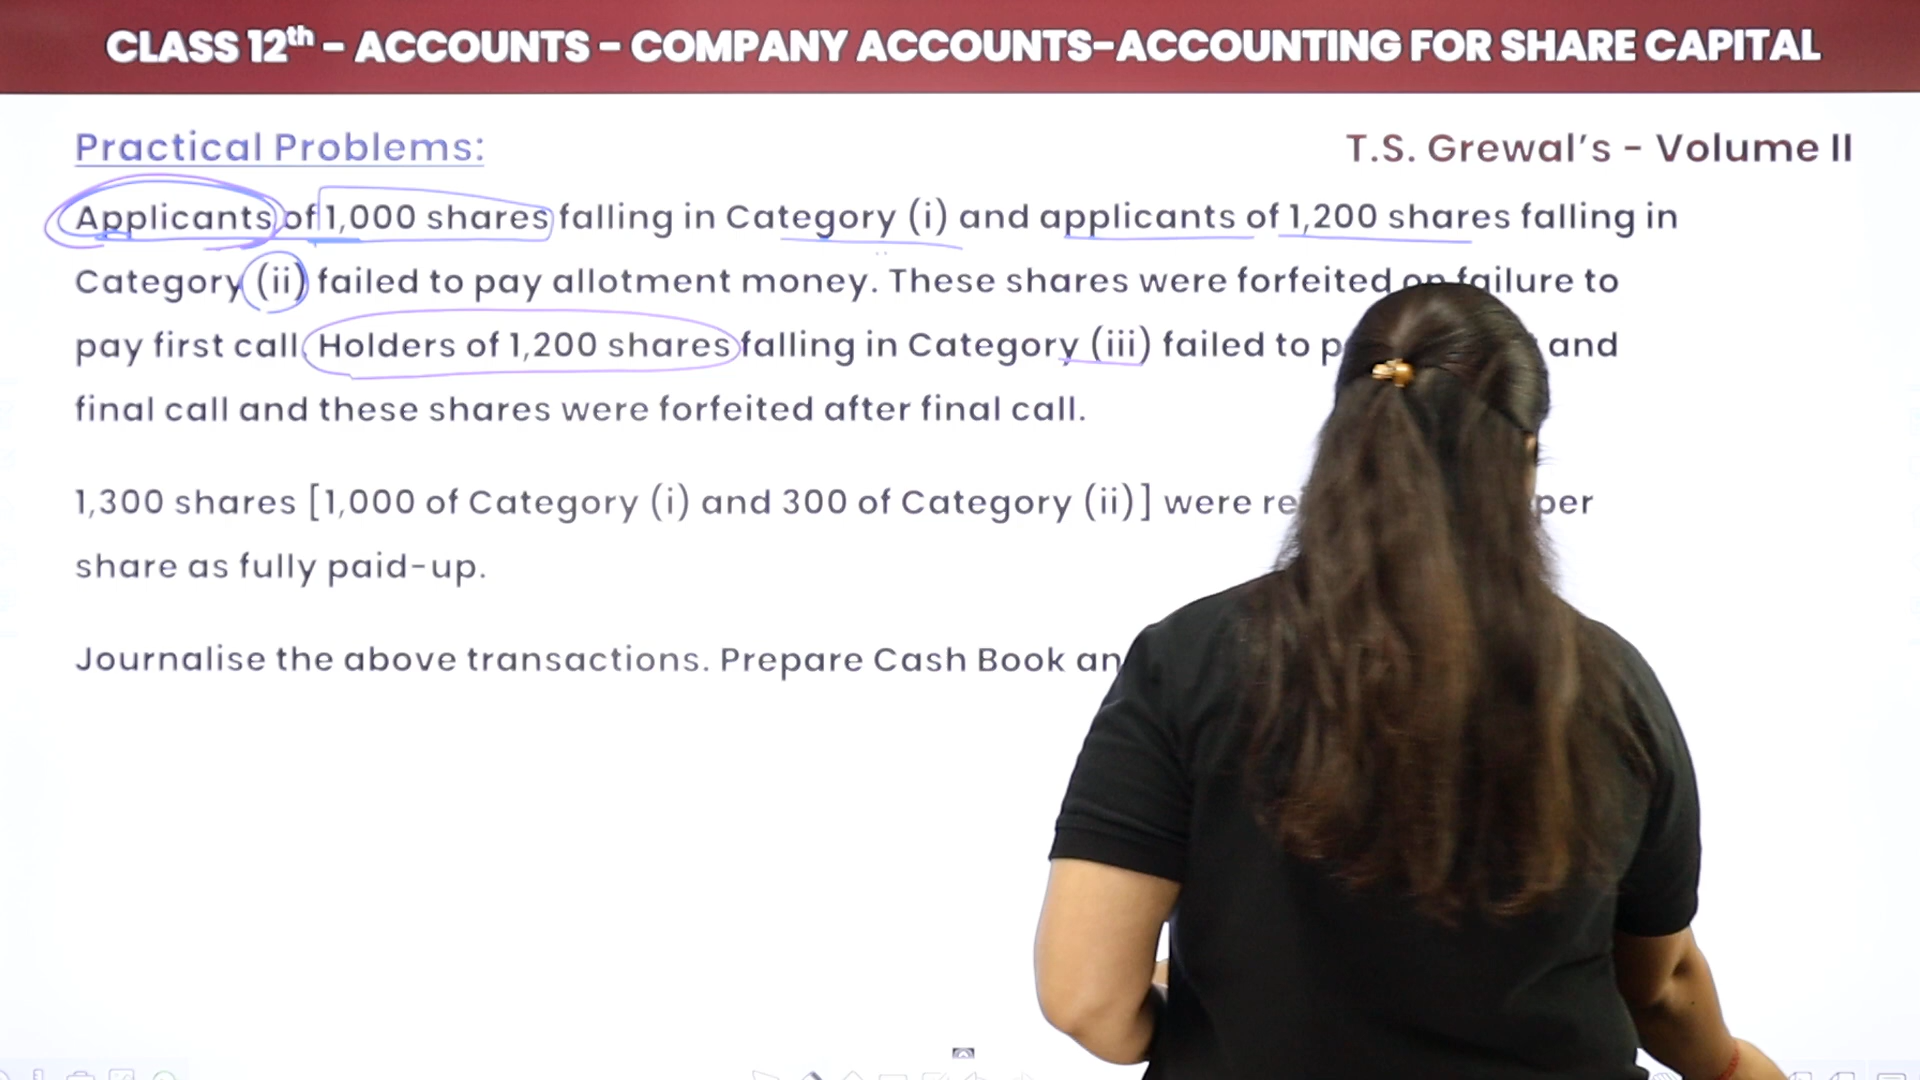 CLASS 12th - ACCOUNTS - COMPANY ACCOUNTS-ACCOUNTING FOR SHARE CAPITAL
Practical Problems:
T.S. Grewal's - Volume II
Applicants of 1,000 shares falling in Category (i) and applicants of 1,200 shares falling in
Category (ii) failed to pay allotment money. These shares were forfeited on failure to
pay first call. Holders of 1,200 shares falling in Category (iii) failed to and
final call and these shares were forfeited after final call.
1,300 shares [1,000 of Category (i) and 300 of Category (ii)] were per
share as fully paid-up.
Journalise the above transactions. Prepare Cash Book